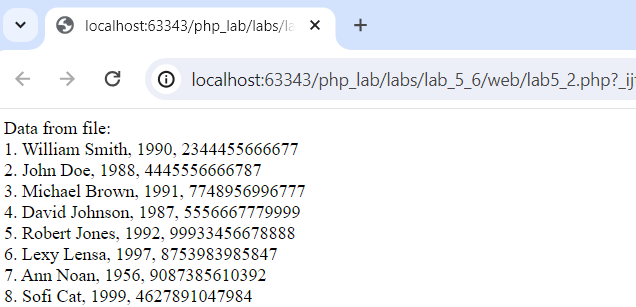 localhost:63343/php_lab/labs/la
localhost:63343/php_lab/labs/lab_5_6/web/lab5_2.php?_ij
Data from file:
1. William Smith, 1990, 2344455666677
2. John Doe, 1988, 4445556666787
3. Michael Brown, 1991, 7748956996777
4. David Johnson, 1987, 5556667779999
5. Robert Jones, 1992, 99933456678888
6. Lexy Lensa, 1997, 8753983985847
7. Ann Noan, 1956, 9087385610392
8. Sofi Cat, 1999, 4627891047984